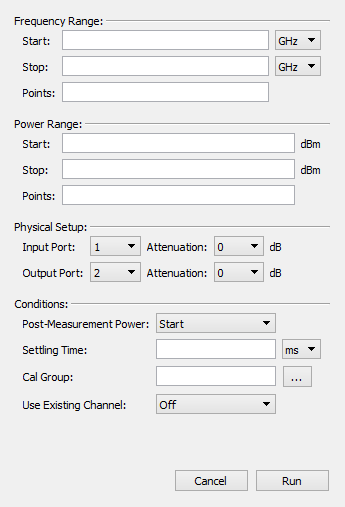 Frequency Range:
Start: GHz
Stop: GHz
Points:
Power Range:
Start: dBm
Stop: dBm
Points:
Physical Setup:
Input Port: 1 Attenuation: 0 dB
Output Port: 2 Attenuation: 0 dB
Conditions:
Post-Measurement Power: Start
Settling Time: ms
Cal Group: ...
Use Existing Channel: Off
Cancel Run